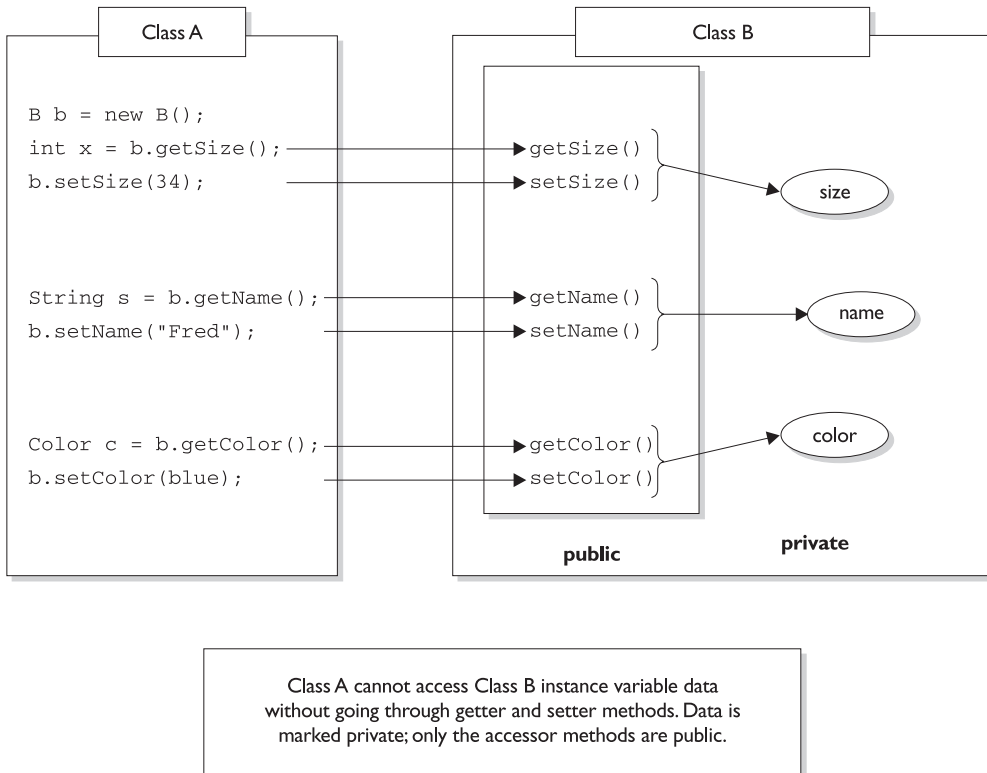 Class A
B b = new B();
int x = b.getSize();
b.setSize(34);
String s = b.getName();
b.setName("Fred");
Color c = b.getColor();
b.setColor(blue);
Class B
getSize()
setSize()
getName()
setName()
getColor()
setColor()
public
size
name
color
private
Class A cannot access Class B instance variable data
without going through getter and setter methods. Data is
marked private; only the accessor methods are public.